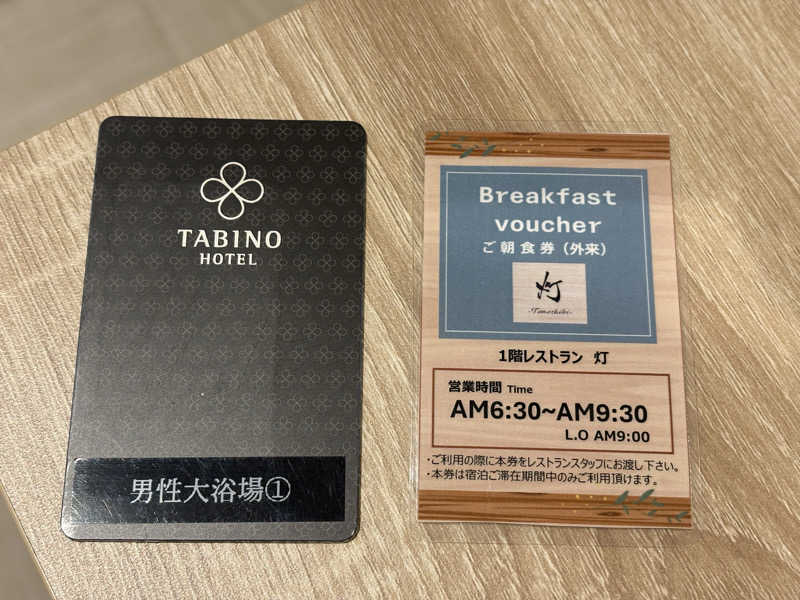 TABINO
HOTEL
男性大浴場①
Breakfast
voucher
ご朝食券（外来）
灯
-Tomoshibi-
1階レストラン 灯
営業時間 Time
AM6:30~AM9:30
L.O AM9:00
・ご利用の際に本券をレストランスタッフにお渡し下さい。
・本券は宿泊ご滞在期間中のみご利用頂けます。